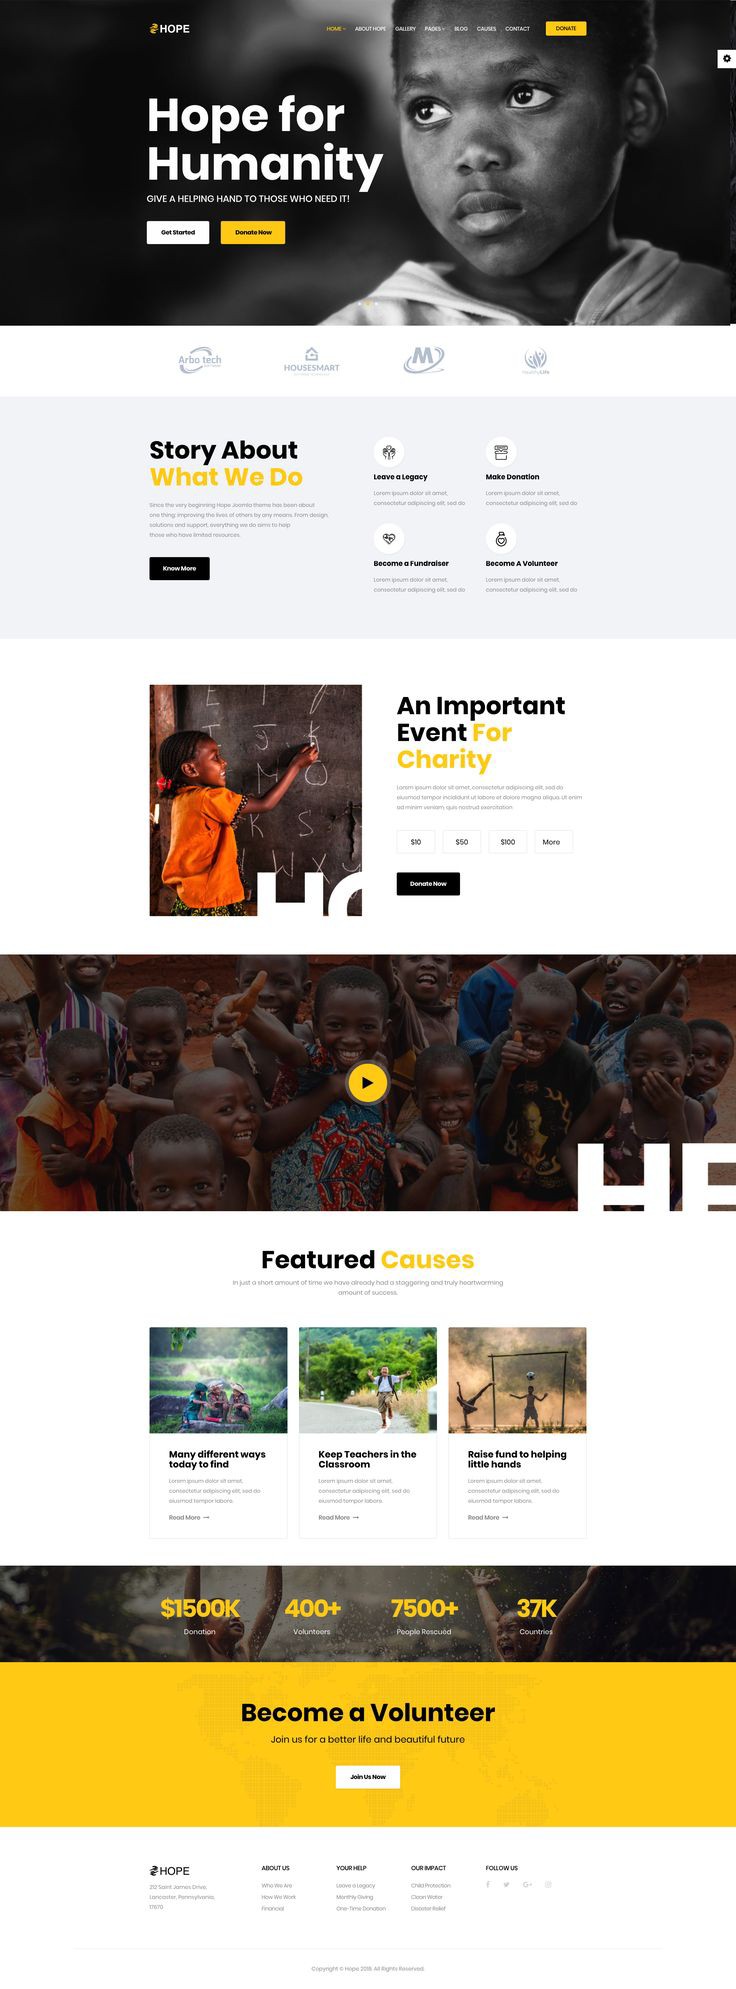 HOPE
HOME
ABOUT HOPE
GALLERY
PAGES
BLOG
CAUSES
CONTACT
DONATE
Hope for
Humanity
GIVE A HELPING HAND TO THOSE WHO NEED IT!
Get Started
Donate Now
Arbo tech
HOUSESMART
M
HealthyLife
Story About
What We Do
Since the very beginning Hope Joomla theme has been about
one thing: improving the lives of others by any means. From design,
solutions and support, everything we do aims to help
those who have limited resources.
Know More
Leave a Legacy
Lorem ipsum dolor sit amet,
consectetur adipiscing elit, sed do
Make Donation
Lorem ipsum dolor sit amet,
consectetur adipiscing elit, sed do
Become a Fundraiser
Lorem ipsum dolor sit amet,
consectetur adipiscing elit, sed do
Become A Volunteer
Lorem ipsum dolor sit amet,
consectetur adipiscing elit, sed do
An Important
Event For
Charity
Lorem ipsum dolor sit amet, consectetur adipiscing elit, sed do
eiusmod tempor incididunt ut labore et dolore magna aliqua. Ut enim
ad minim veniam, quis nostrud exercitation
$10
$50
$100
More
Donate Now
HO
HE
Featured Causes
In just a short amount of time we have already had a staggering and truly heartworming
amount of success.
Many different ways
today to find
Lorem ipsum dolor sit amet,
consectetur adipiscing elit, sed do
eiusmod tempor labore.
Read More →
Keep Teachers in the
Classroom
Lorem ipsum dolor sit amet,
consectetur adipiscing elit, sed do
eiusmod tempor labore.
Read More →
Raise fund to helping
little hands
Lorem ipsum dolor sit amet,
consectetur adipiscing elit, sed do
eiusmod tempor labore.
Read More →
$1500K
Donation
400+
Volunteers
7500+
People Rescued
37K
Countries
Become a Volunteer
Join us for a better life and beautiful future
Join Us Now
HOPE
212 Saint James Drive,
Lancaster, Pennsylvania,
17670
ABOUT US
Who We Are
How We Work
Financial
YOUR HELP
Leave a Legacy
Monthly Giving
One-Time Donation
OUR IMPACT
Child Protection
Clean Water
Disaster Relief
FOLLOW US
Copyright © Hope 2018. All Rights Reserved.